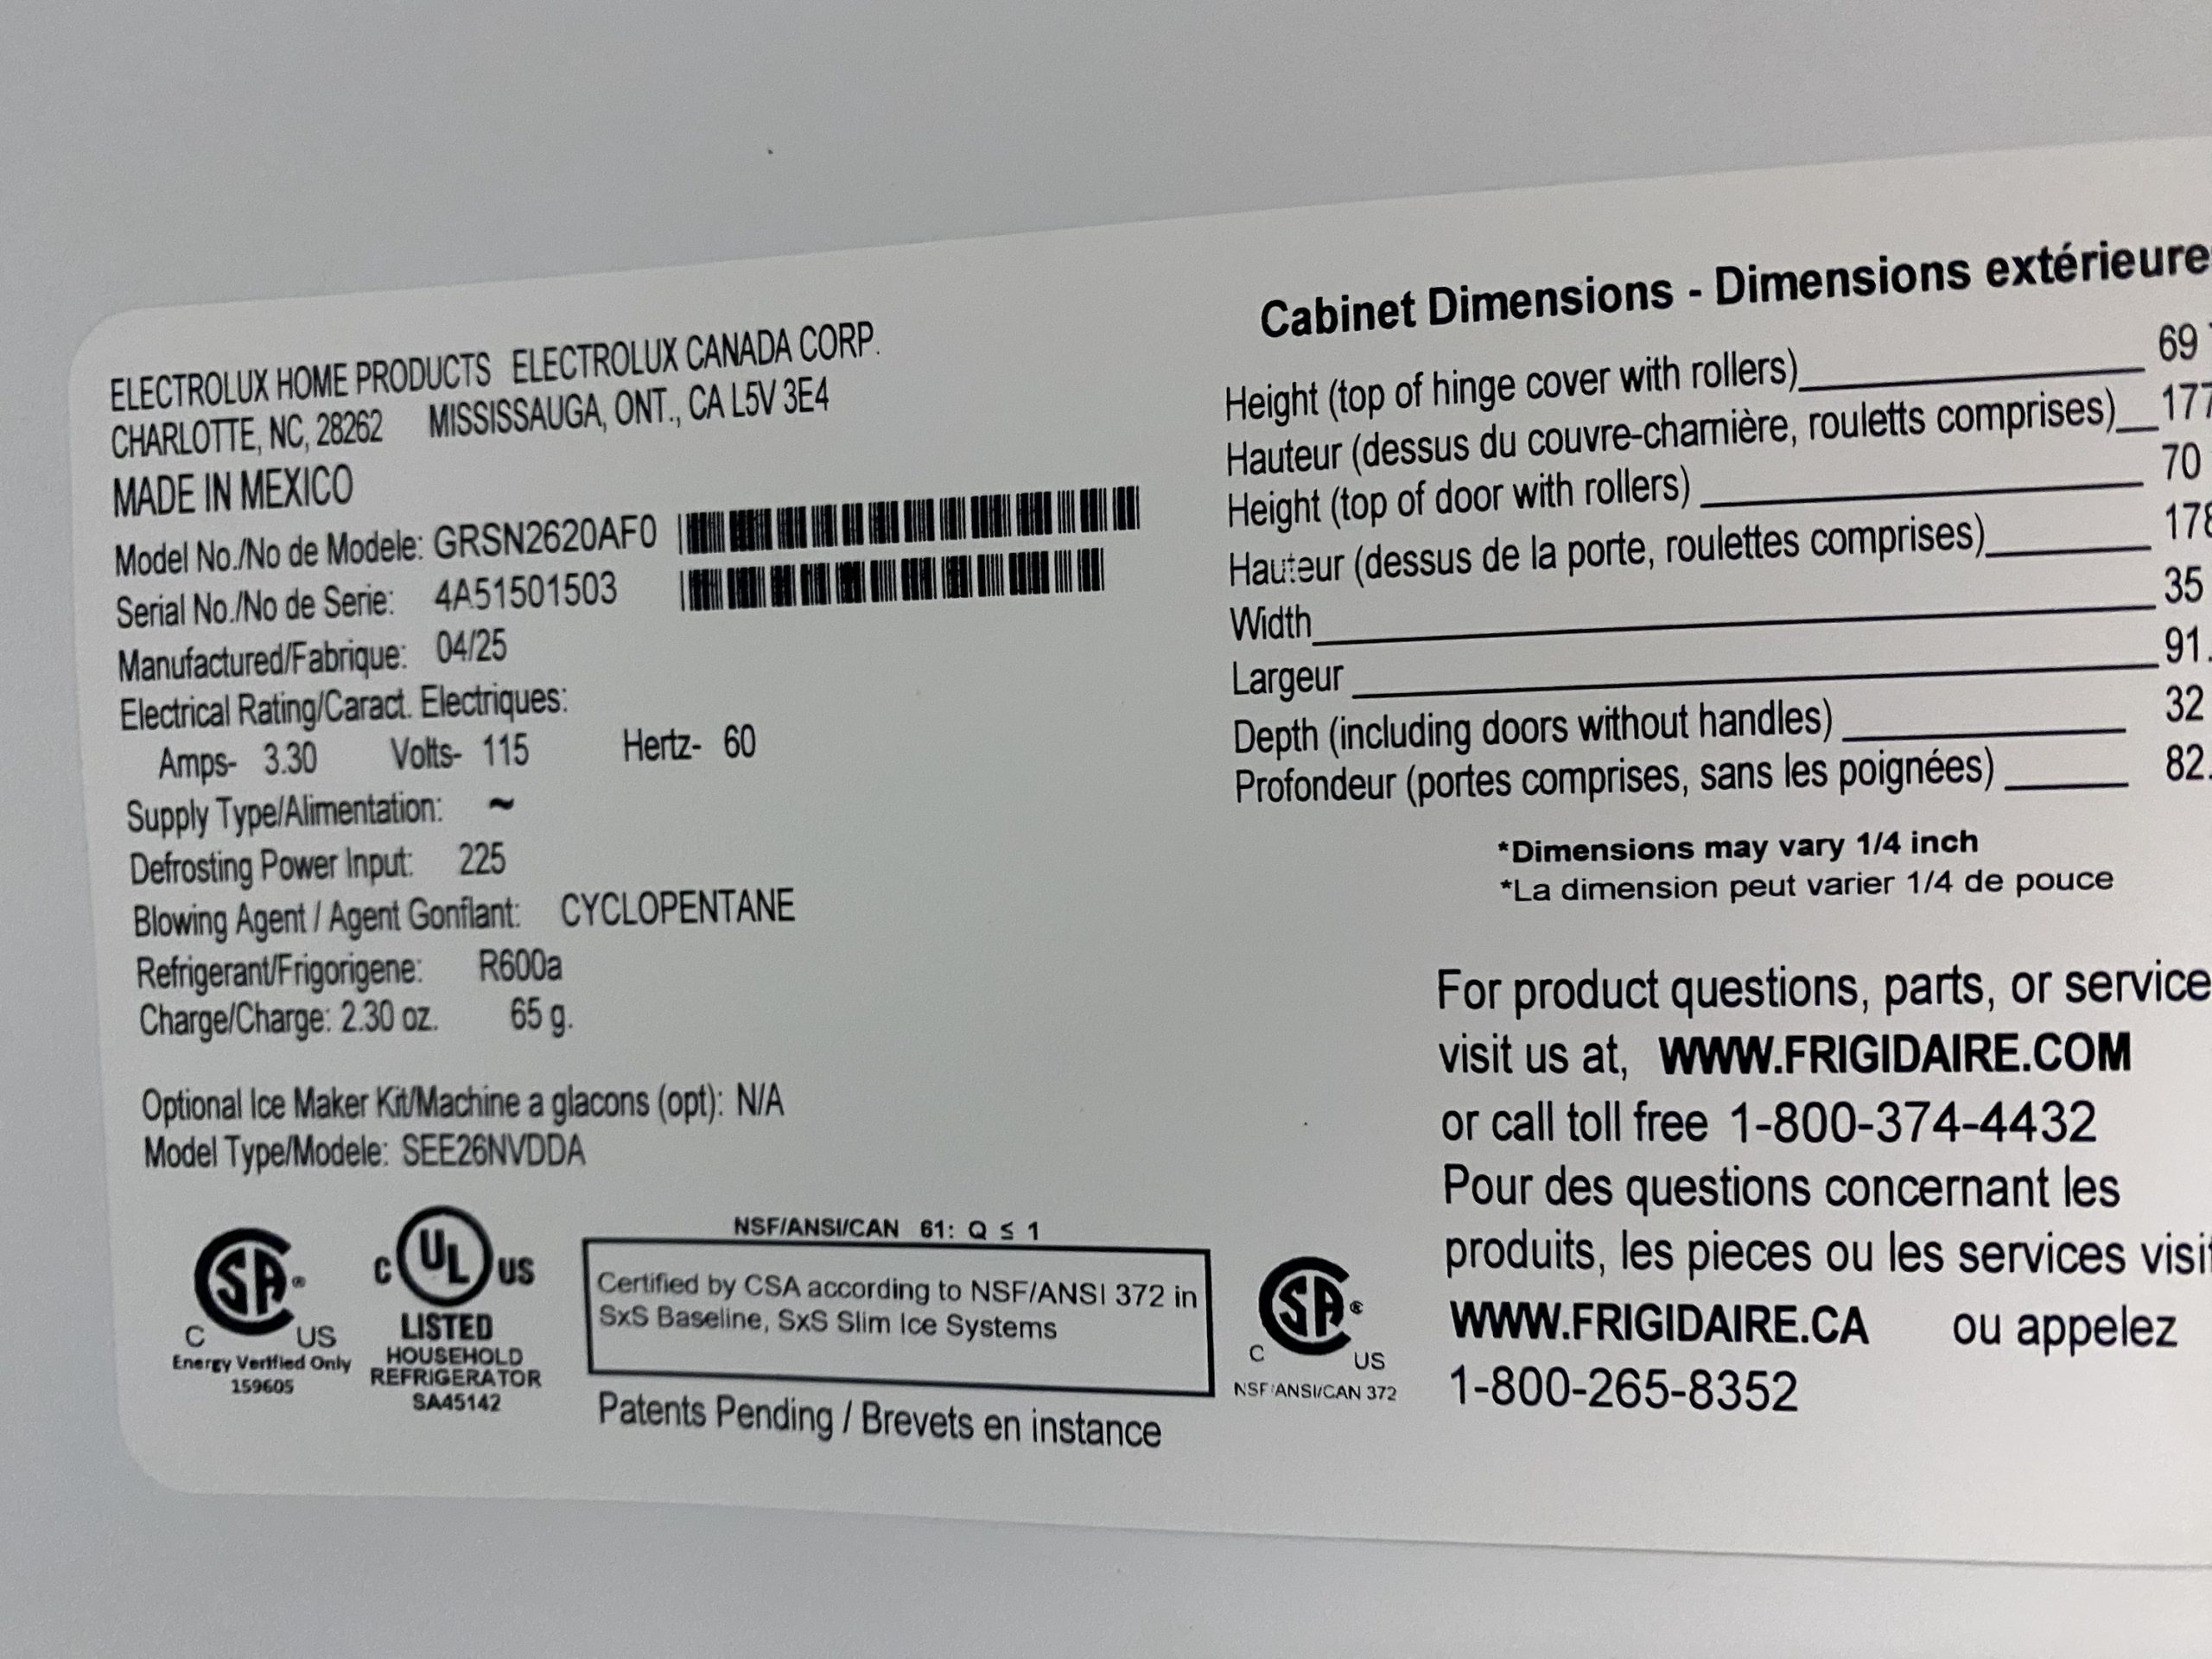 ELECTROLUX HOME PRODUCTS ELECTROLUX CANADA CORP.
CHARLOTTE, NC, 28262 MISSISSAUGA, ONT., CA L5V 3E4
MADE IN MEXICO
Model No./No de Modele: GRSN2620AF0
Serial No./No de Serie: 4A51501503
Manufactured/Fabrique: 04/25
Electrical Rating/Caract. Electriques:
Amps- 3.30 Volts- 115 Hertz- 60
Supply Type/Alimentation: ~
Defrosting Power Input: 225
Blowing Agent / Agent Gonflant: CYCLOPENTANE
Refrigerant/Frigorigene: R600a
Charge/Charge: 2.30 oz. 65 g.
Optional Ice Maker Kit/Machine a glacons (opt): N/A
Model Type/Modele: SEE26NVDDA
SA®
C US
Energy Verified Only
159605
C UL US
LISTED
HOUSEHOLD
REFRIGERATOR
SA45142
NSF/ANSI/CAN 61: Q ≤ 1
Certified by CSA according to NSF/ANSI 372 in
SxS Baseline, SxS Slim Ice Systems
Patents Pending / Brevets en instance
SA®
C US
NSF/ANSI/CAN 372
Cabinet Dimensions - Dimensions extérieure
Height (top of hinge cover with rollers) 69
Hauteur (dessus du couvre-charnière, rouletts comprises) 177
Height (top of door with rollers) 70
Hauteur (dessus de la porte, roulettes comprises) 178
Width 35
Largeur 91.
Depth (including doors without handles) 32
Profondeur (portes comprises, sans les poignées) 82.
*Dimensions may vary 1/4 inch
*La dimension peut varier 1/4 de pouce
For product questions, parts, or service
visit us at, WWW.FRIGIDAIRE.COM
or call toll free 1-800-374-4432
Pour des questions concernant les
produits, les pieces ou les services visit
WWW.FRIGIDAIRE.CA ou appelez
1-800-265-8352